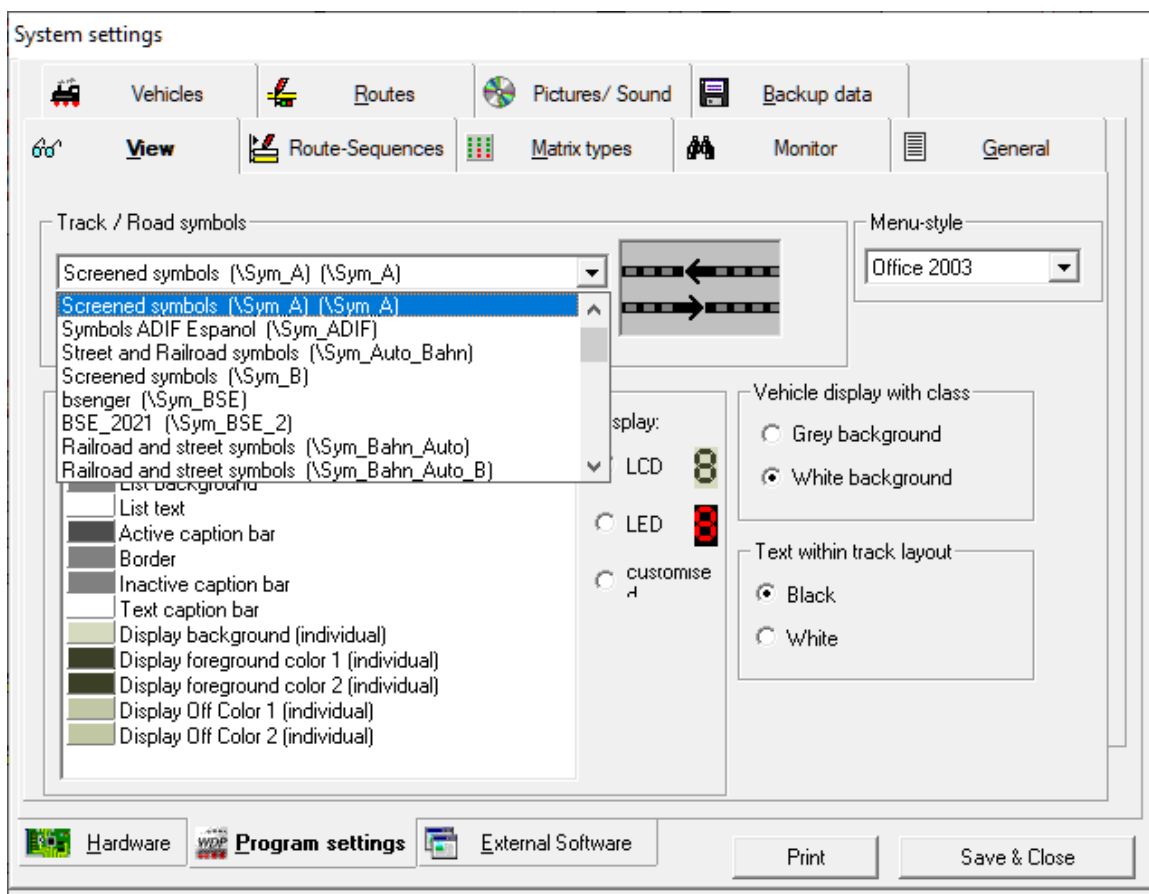 System settings
Vehicles
Routes
Pictures/ Sound
Backup data
View
Route-Sequences
Matrix types
Monitor
General
Track / Road symbols
Screened symbols (\Sym_A) (\Sym_A)
Screened symbols (\Sym_A) (\Sym_A)
Symbols ADIF Espanol (\Sym_ADIF)
Street and Railroad symbols (\Sym_Auto_Bahn)
Screened symbols (\Sym_B)
bsenger (\Sym_BSE)
BSE_2021 (\Sym_BSE_2)
Railroad and street symbols (\Sym_Bahn_Auto)
Railroad and street symbols (\Sym_Bahn_Auto_B)
Menu-style
Office 2003
List background
List text
Active caption bar
Border
Inactive caption bar
Text caption bar
Display background (individual)
Display foreground color 1 (individual)
Display foreground color 2 (individual)
Display Off Color 1 (individual)
Display Off Color 2 (individual)
splay:
LCD 8
LED 8
customise
d
Vehicle display with class
Grey background
White background
Text within track layout
Black
White
Hardware
WDP
Program settings
External Software
Print
Save & Close